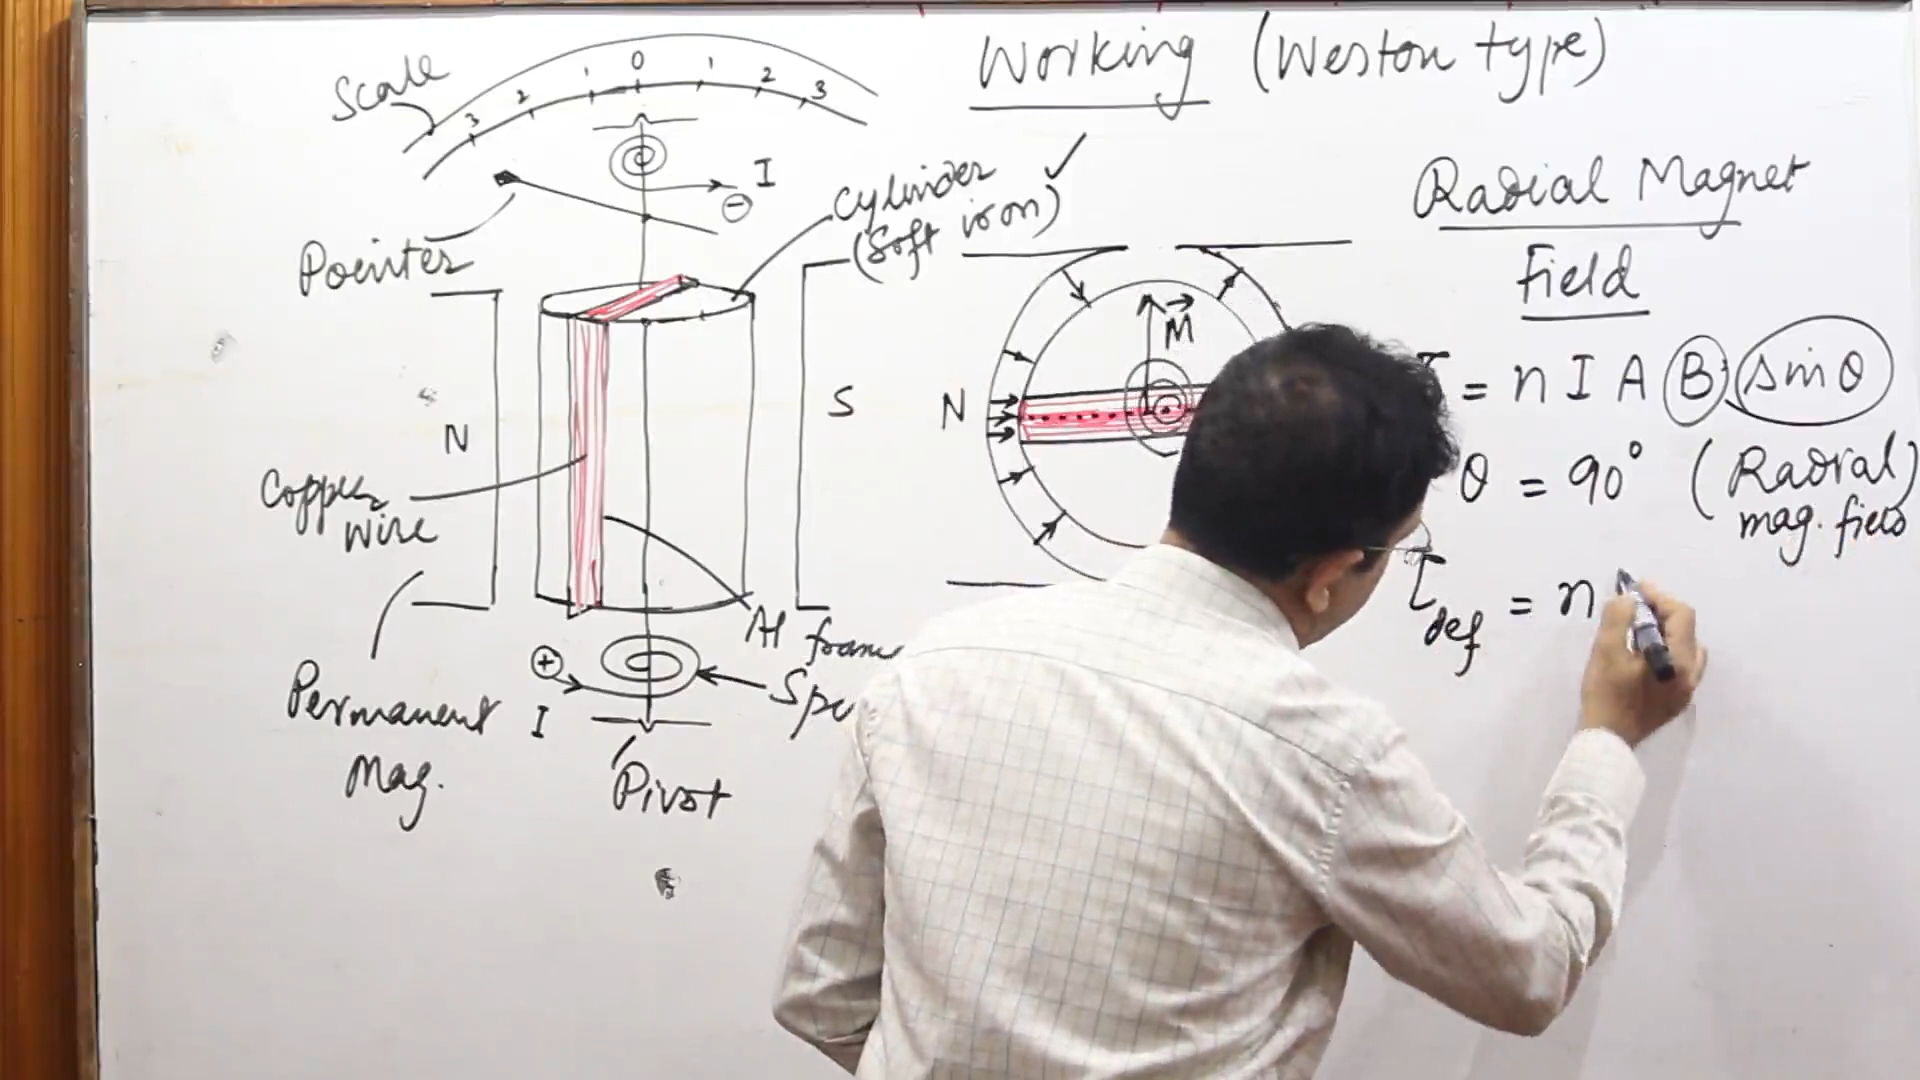 Working (Weston type)
Scale
3 2 1 0 1 2 3
I
⊖
Pointer
Cylinder
(Soft iron) ✓
N
S
Copper
wire
Permanent
Mag.
Al frame
⊕
I
Pivot
N
M
Radial Magnet
Field
= n I A B sin θ
θ = 90° (Radial)
mag. field
τdef = n